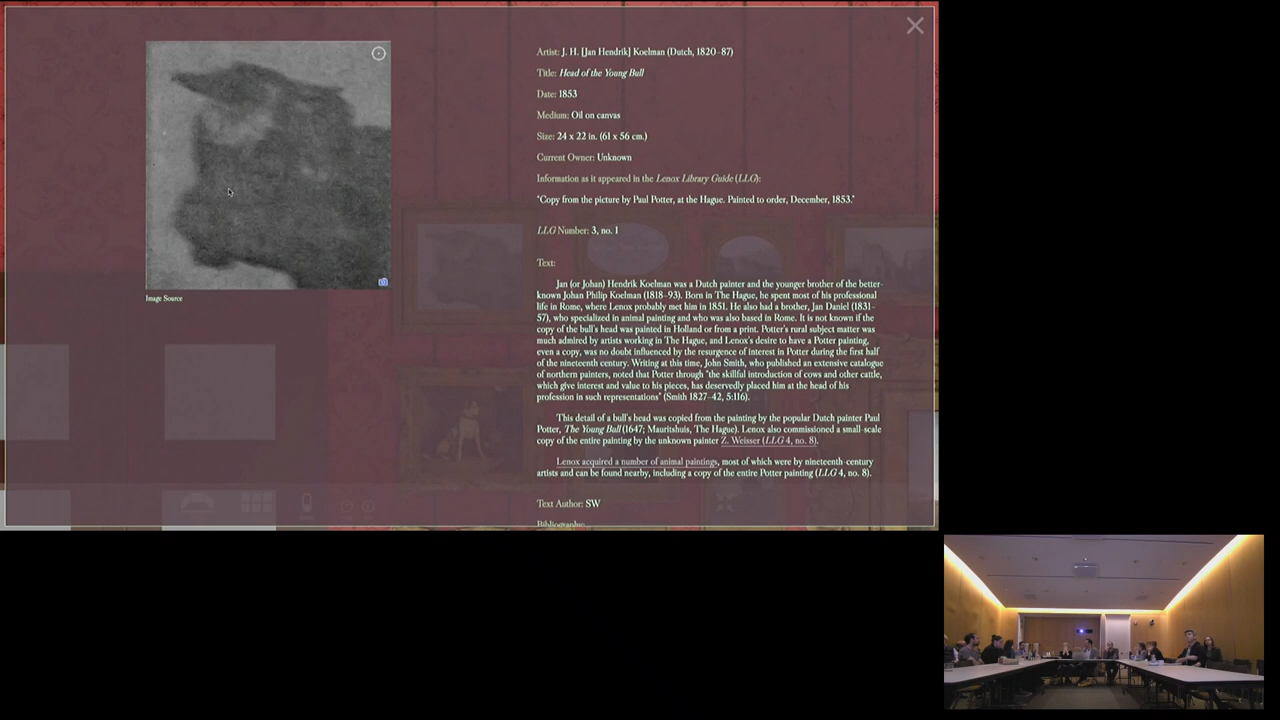 Artist: J. H. [Jan Hendrik] Koelman (Dutch, 1820–87)
Title: Head of the Young Bull
Date: 1853
Medium: Oil on canvas
Size: 24 x 22 in. (61 x 56 cm.)
Current Owner: Unknown
Information as it appeared in the Lenox Library Guide (LLG):
"Copy from the picture by Paul Potter, at the Hague. Painted to order, December, 1853."
LLG Number: 3, no. 1
Text:
Jan (or Johan) Hendrik Koelman was a Dutch painter and the younger brother of the better-
known Johan Philip Koelman (1818–93). Born in The Hague, he spent most of his professional
life in Rome, where Lenox probably met him in 1851. He also had a brother, Jan Daniel (1831–
57), who specialized in animal painting and who was also based in Rome. It is not known if the
copy of the bull's head was painted in Holland or from a print. Potter's rural subject matter was
much admired by artists working in The Hague, and Lenox's desire to have a Potter painting,
even a copy, was no doubt influenced by the resurgence of interest in Potter during the first half
of the nineteenth century. Writing at this time, John Smith, who published an extensive catalogue
of northern painters, noted that Potter through "the skillful introduction of cows and other cattle,
which give interest and value to his pieces, has deservedly placed him at the head of his
profession in such representations" (Smith 1827–42, 5:116).
This detail of a bull's head was copied from the painting by the popular Dutch painter Paul
Potter, The Young Bull (1647; Mauritshuis, The Hague). Lenox also commissioned a small-scale
copy of the entire painting by the unknown painter Z. Weisser (LLG 4, no. 8).
Lenox acquired a number of animal paintings, most of which were by nineteenth-century
artists and can be found nearby, including a copy of the entire Potter painting (LLG 4, no. 8).
Text Author: SW
Bibliography:
Image Source